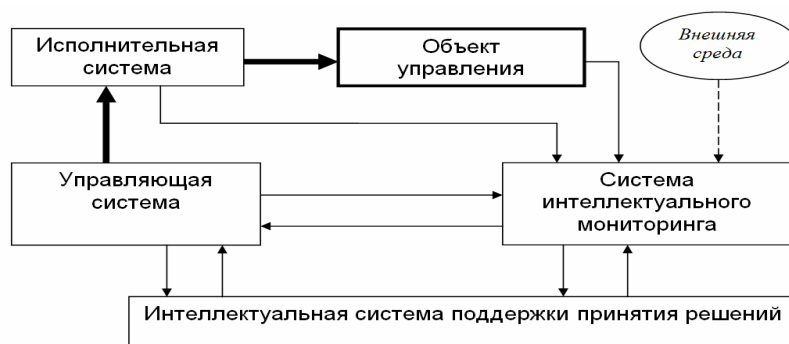 Исполнительная
система
Объект
управления
Внешняя
среда
Управляющая
система
Система
интеллектуального
мониторинга
Интеллектуальная система поддержки принятия решений